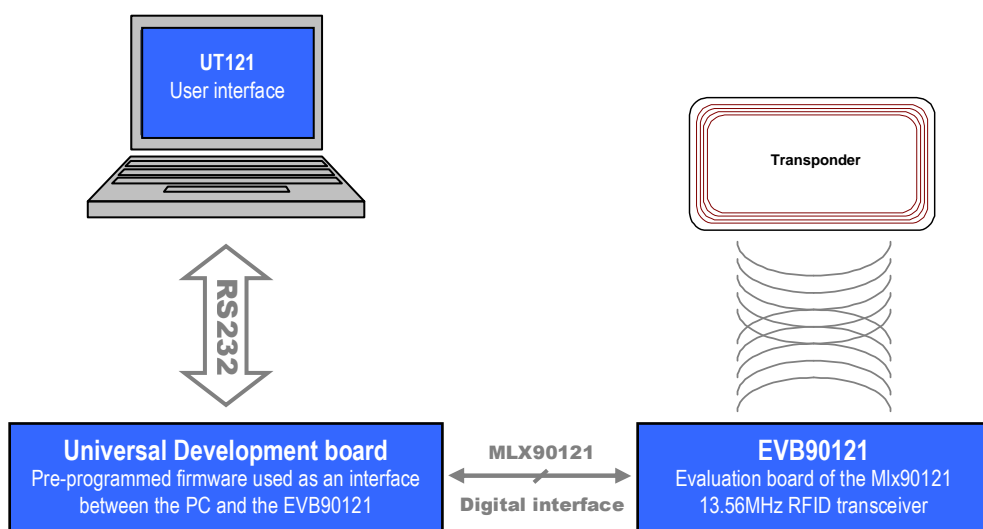 UT121
User interface
Transponder
RS232
Universal Development board
Pre-programmed firmware used as an interface
between the PC and the EVB90121
MLX90121
Digital interface
EVB90121
Evaluation board of the Mlx90121
13.56MHz RFID transceiver